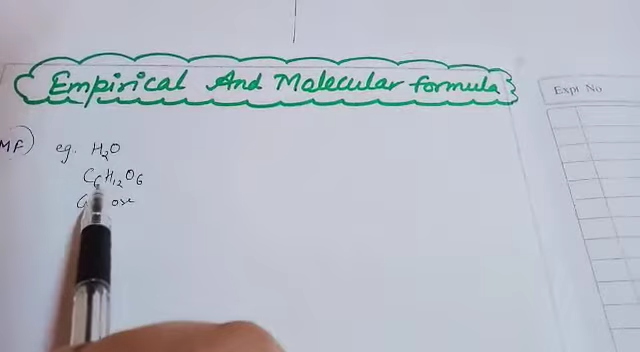 Empirical And Molecular formula
Expt No
MF) eg. H₂O
C₆H₁₂O₆